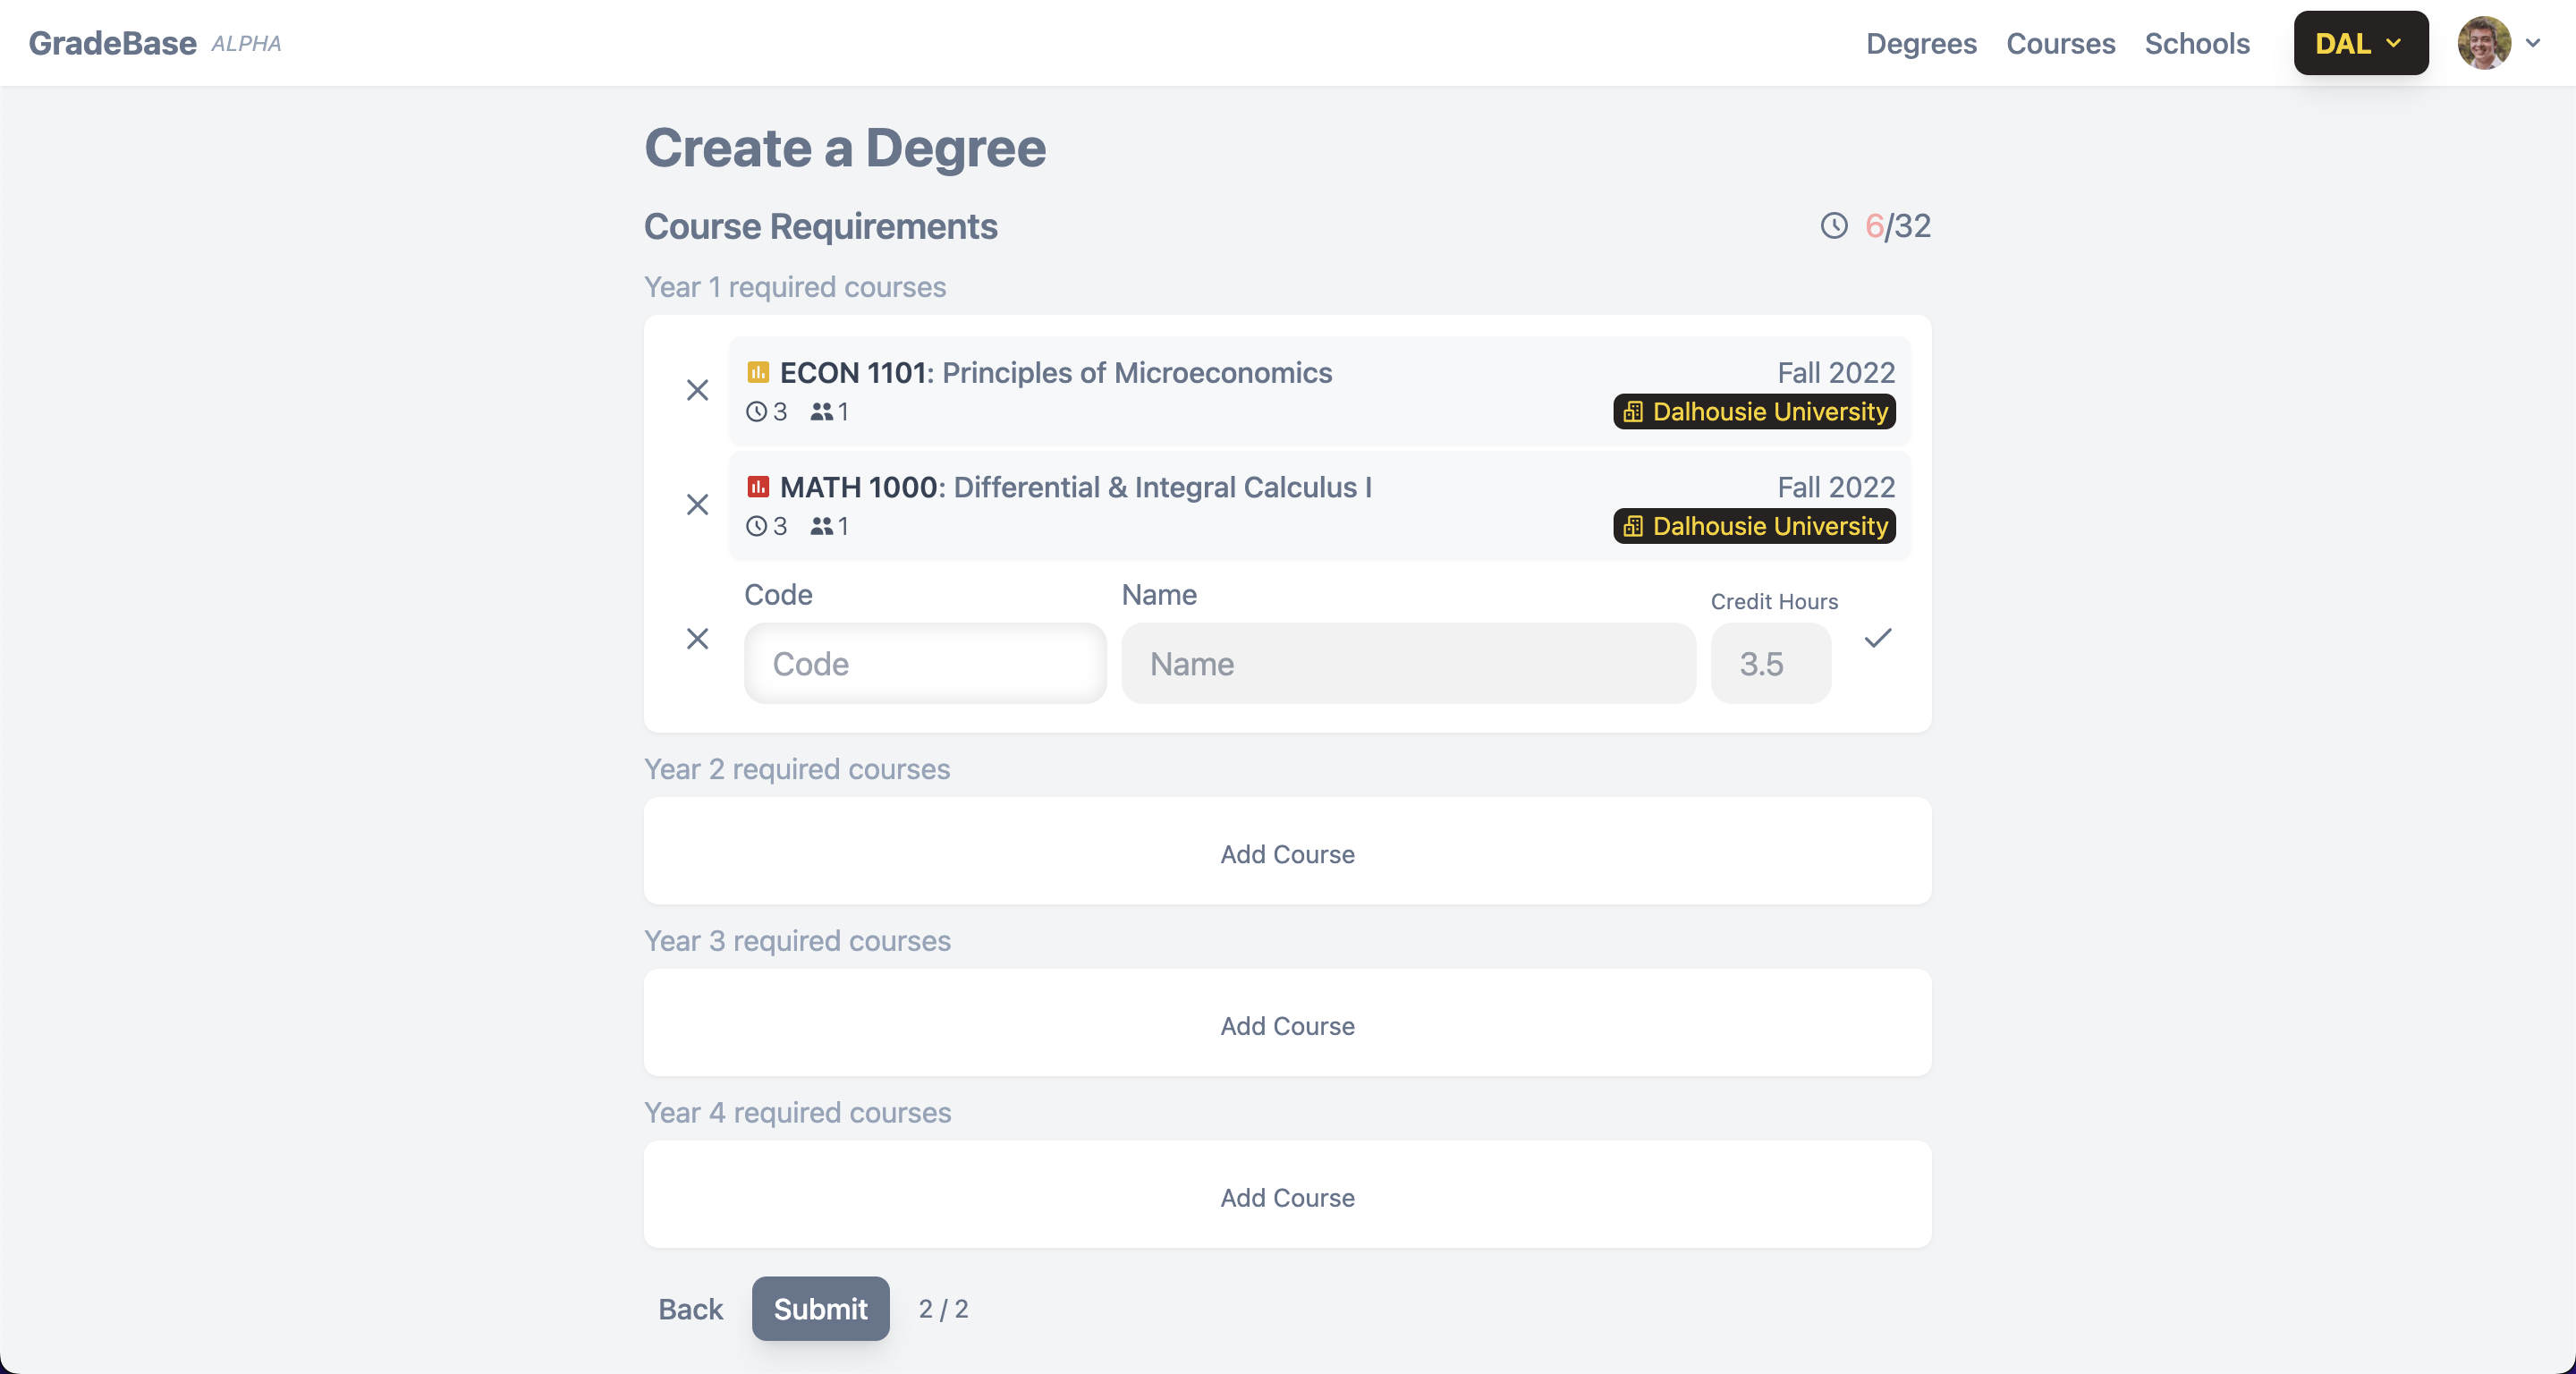 GradeBase ALPHA
Degrees Courses Schools DAL
Create a Degree
Course Requirements 6/32
Year 1 required courses
ECON 1101: Principles of Microeconomics Fall 2022
3 1 Dalhousie University
MATH 1000: Differential & Integral Calculus I Fall 2022
3 1 Dalhousie University
Code Name Credit Hours
Code Name 3.5
Year 2 required courses
Add Course
Year 3 required courses
Add Course
Year 4 required courses
Add Course
Back Submit 2 / 2